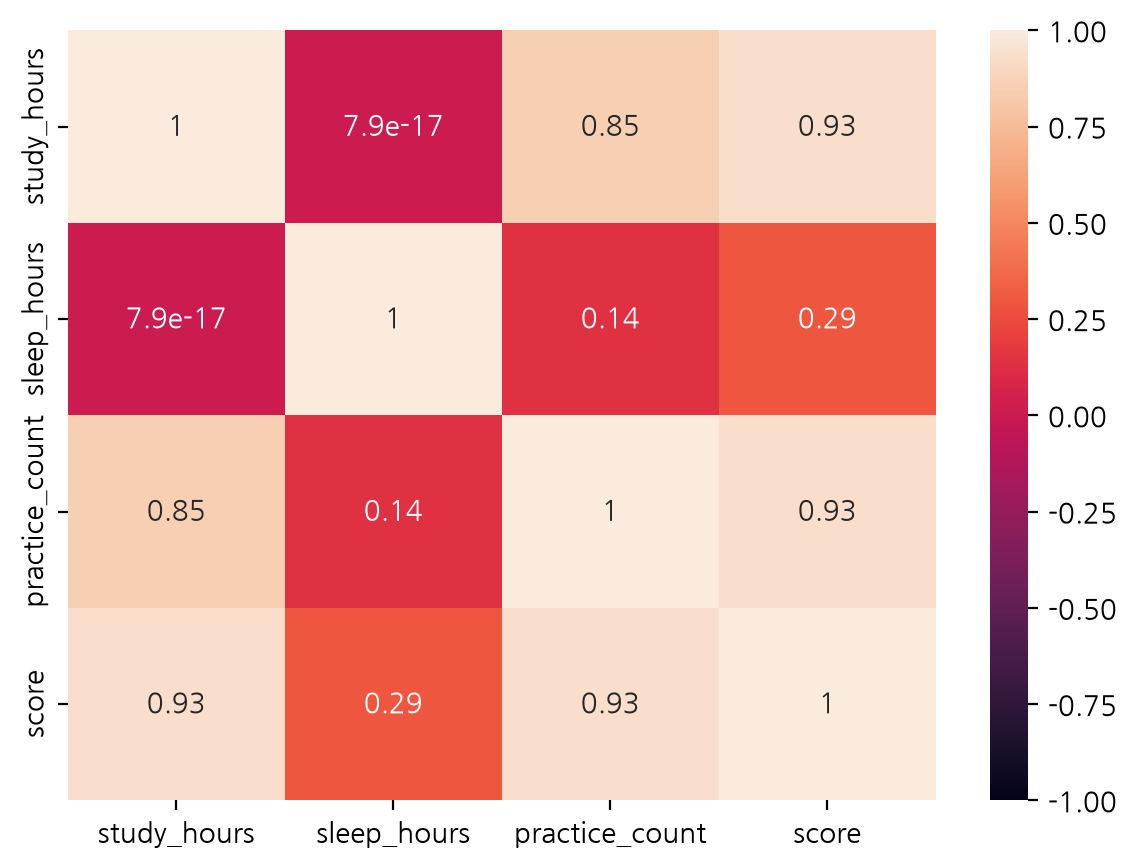 study_hours 1 7.9e-17 0.85 0.93
sleep_hours 7.9e-17 1 0.14 0.29
practice_count 0.85 0.14 1 0.93
score 0.93 0.29 0.93 1
study_hours sleep_hours practice_count score
1.00
0.75
0.50
0.25
0.00
-0.25
-0.50
-0.75
-1.00